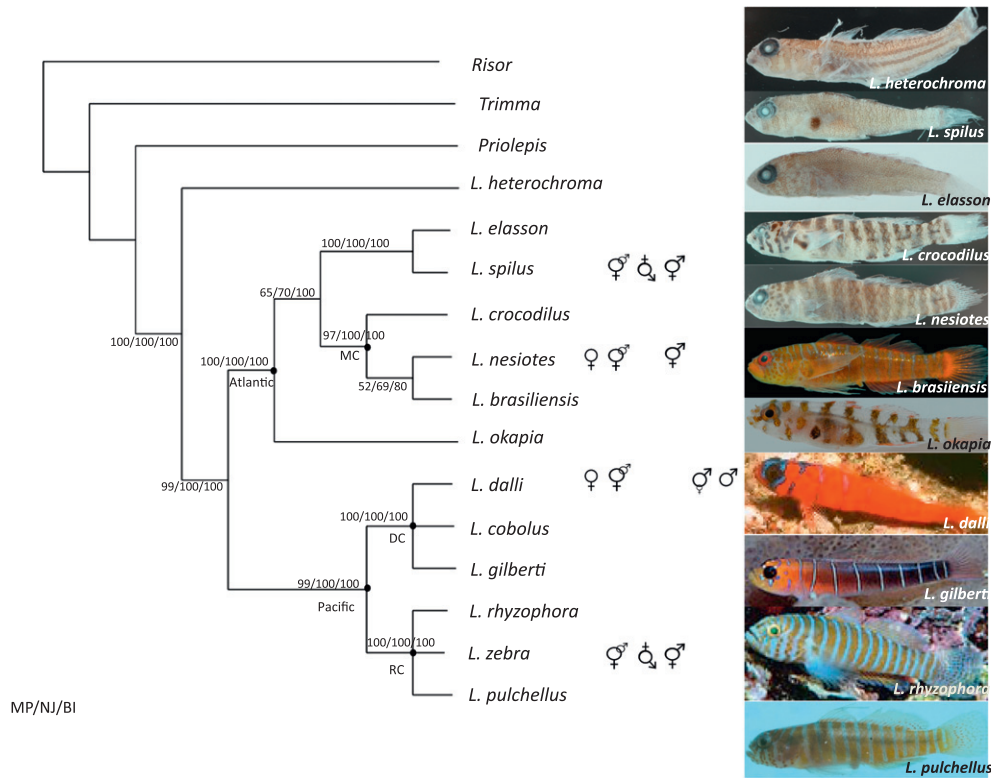 Risor
Trimma
Priolepis
L. heterochroma
L. elasson
100/100/100
L. spilus
65/70/100
L. crocodilus
97/100/100
MC
L. nesiotes
52/69/80
L. brasiliensis
100/100/100
100/100/100
Atlantic
L. okapia
99/100/100
L. dalli
100/100/100
L. cobolus
DC
L. gilberti
99/100/100
Pacific
L. rhyzophora
100/100/100
L. zebra
RC
L. pulchellus
MP/NJ/BI
L. heterochroma
L. spilus
L. elasson
L. crocodilus
L. nesiotes
L. brasiiensis
L. okapia
L. dalli
L. gilberti
L. rhyzophora
L. pulchellus